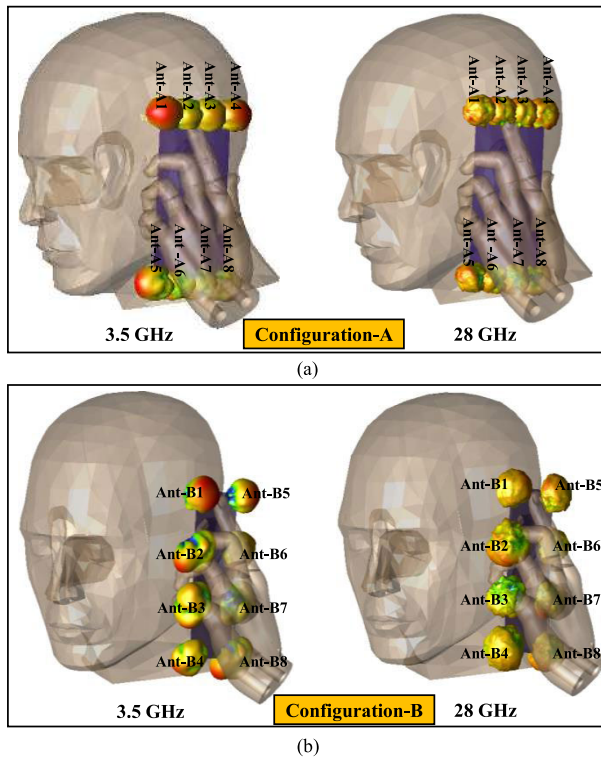 Ant-A1 Ant-A2 Ant-A3 Ant-A4
Ant-A1 Ant-A2 Ant-A3 Ant-A4
Ant-A5 Ant-A6 Ant-A7 Ant-A8
Ant-A5 Ant-A6 Ant-A7 Ant-A8
3.5 GHz Configuration-A 28 GHz
(a)
Ant-B1 Ant-B5 Ant-B1 Ant-B5
Ant-B2 Ant-B6 Ant-B2 Ant-B6
Ant-B3 Ant-B7 Ant-B3 Ant-B7
Ant-B4 Ant-B8 Ant-B4 Ant-B8
3.5 GHz Configuration-B 28 GHz
(b)